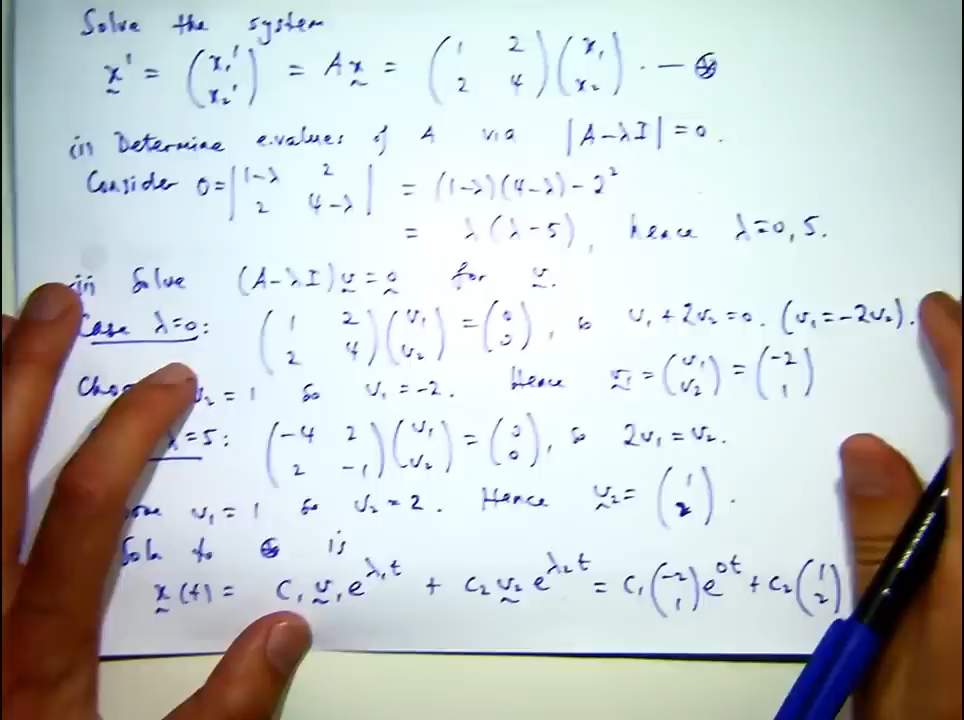 Solve the system
x' = (x₁' x₂') = Ax = (1 2 2 4)(x₁ x₂). — ⊛
(i) Determine e.values of A via |A-λI| = 0.
Consider 0 = |1-λ 2 2 4-λ| = (1-λ)(4-λ) - 2²
= λ(λ-5), hence λ = 0, 5.
Solve (A-λI)v = 0 for v.
Case λ=0: (1 2 2 4)(v₁ v₂) = (0 0), so v₁ + 2v₂ = 0. (v₁ = -2v₂).
v₂ = 1 so v₁ = -2. Hence v₁ = (v₁ v₂) = (-2 1)
λ=5: (-4 2 2 -1)(v₁ v₂) = (0 0), so 2v₁ = v₂.
v₁ = 1 so v₂ = 2. Hence v₂ = (1 2).
Soln to ⊛ is
x(t) = c₁v₁e^{λ₁t} + c₂v₂e^{λ₂t} = c₁(-2 1)e^{0t} + c₂(1 2)